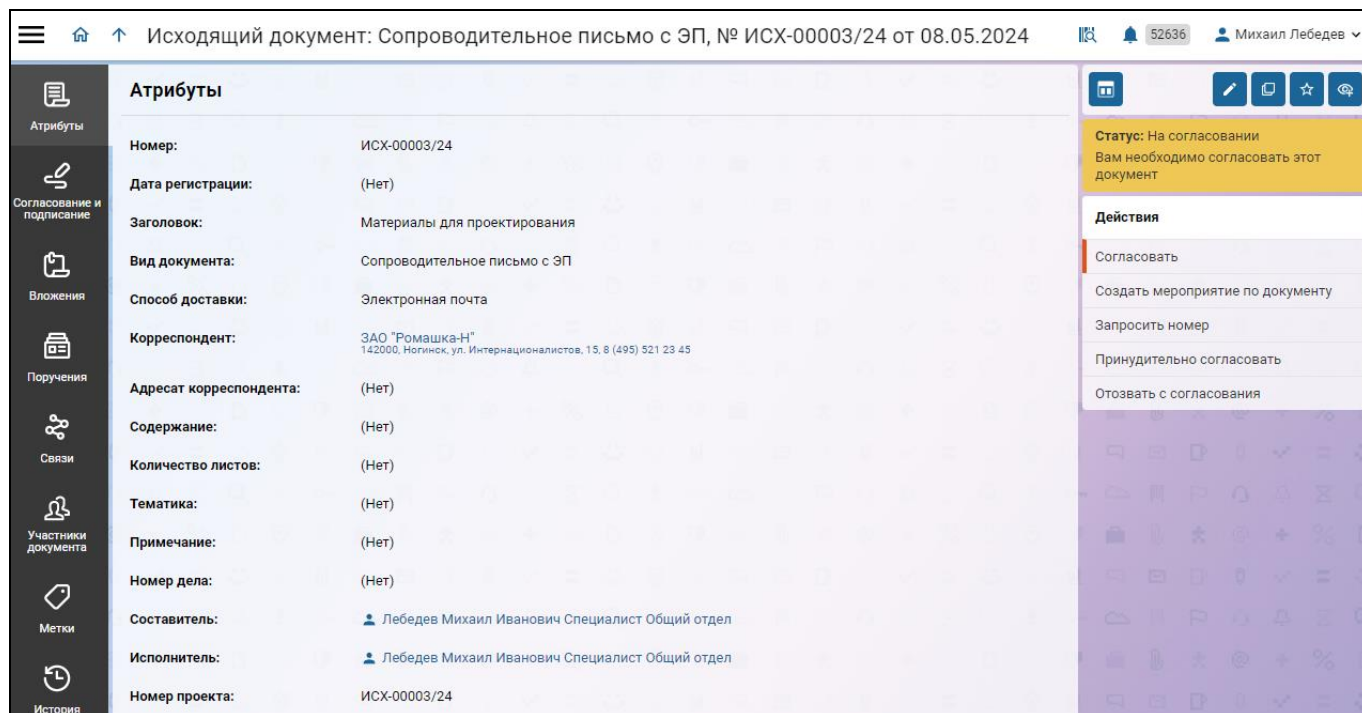 Исходящий документ: Сопроводительное письмо с ЭП, № ИСХ-00003/24 от 08.05.2024
52636
Михаил Лебедев
Атрибуты
Согласование и
подписание
Вложения
Поручения
Связи
Участники
документа
Метки
История
Атрибуты
Номер: ИСХ-00003/24
Дата регистрации: (Нет)
Заголовок: Материалы для проектирования
Вид документа: Сопроводительное письмо с ЭП
Способ доставки: Электронная почта
Корреспондент: ЗАО "Ромашка-Н"
142000, Ногинск, ул. Интернационалистов, 15, 8 (495) 521 23 45
Адресат корреспондента: (Нет)
Содержание: (Нет)
Количество листов: (Нет)
Тематика: (Нет)
Примечание: (Нет)
Номер дела: (Нет)
Составитель: Лебедев Михаил Иванович Специалист Общий отдел
Исполнитель: Лебедев Михаил Иванович Специалист Общий отдел
Номер проекта: ИСХ-00003/24
Статус: На согласовании
Вам необходимо согласовать этот
документ
Действия
Согласовать
Создать мероприятие по документу
Запросить номер
Принудительно согласовать
Отозвать с согласования